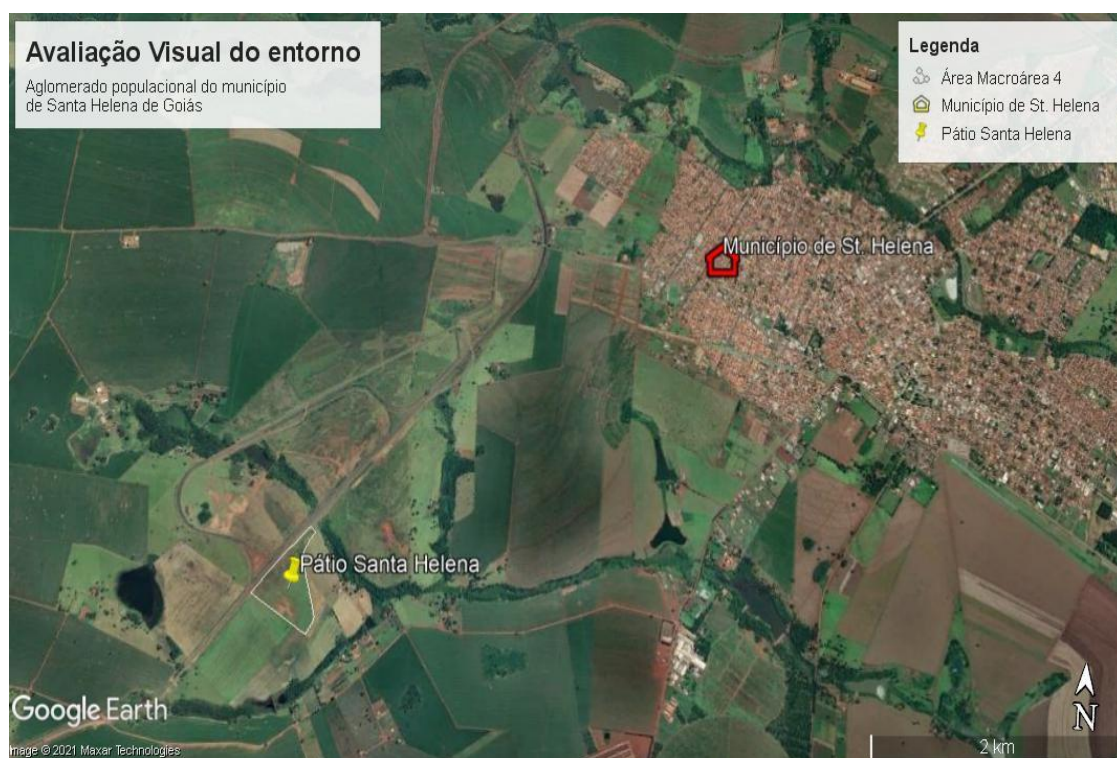 Avaliação Visual do entorno
Aglomerado populacional do município
de Santa Helena de Goiás
Legenda
Área Macroárea 4
Município de St. Helena
Pátio Santa Helena
Município de St. Helena
Pátio Santa Helena
Google Earth
Image © 2021 Maxar Technologies
N
2 km